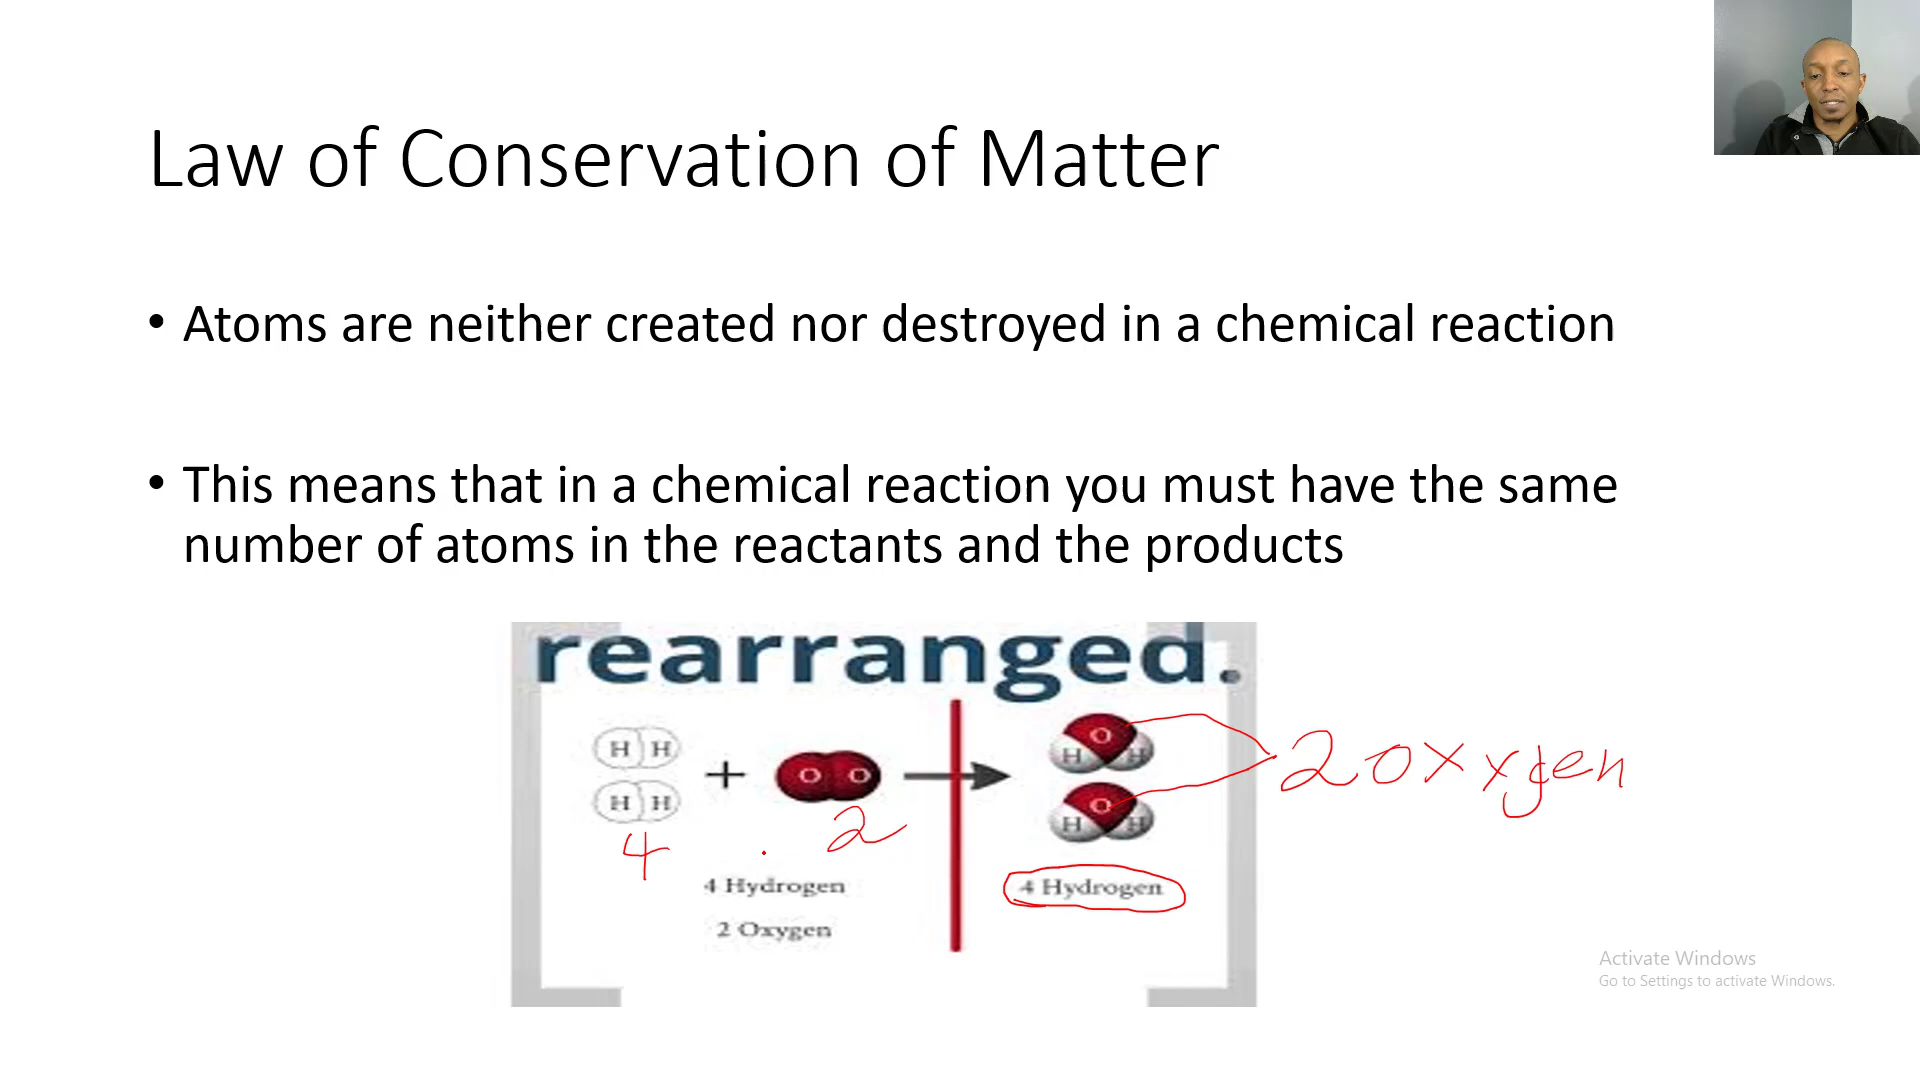 Law of Conservation of Matter
• Atoms are neither created nor destroyed in a chemical reaction
• This means that in a chemical reaction you must have the same
number of atoms in the reactants and the products
rearranged.
H H + O O O H H
H H O H H
2 oxxygen
4 2
4 Hydrogen 4 Hydrogen
2 Oxygen
Activate Windows
Go to Settings to activate Windows.